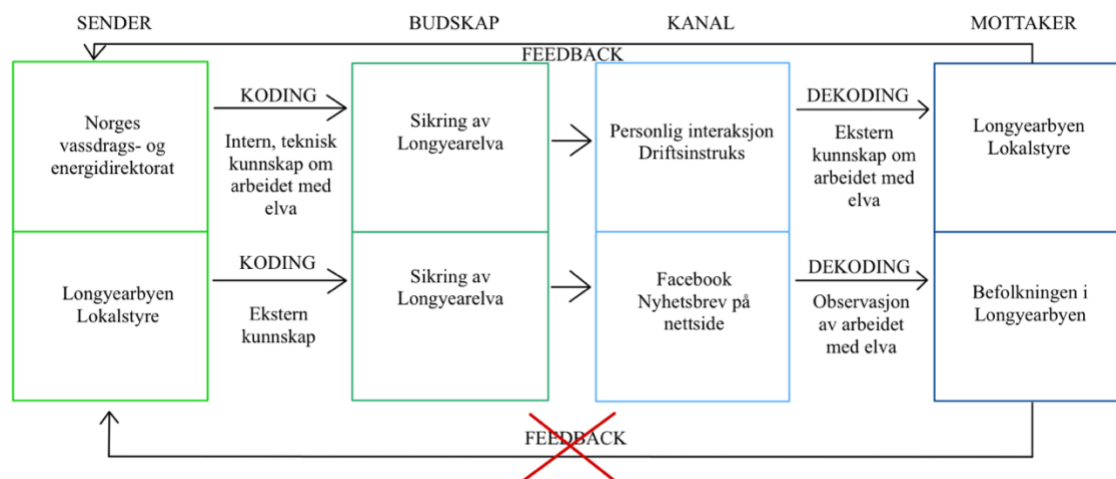 SENDER
BUDSKAP
KANAL
MOTTAKER
FEEDBACK
Norges
vassdrags- og
energidirektorat
KODING
Intern, teknisk
kunnskap om
arbeidet med
elva
Sikring av
Longyearelva
Personlig interaksjon
Driftsinstruks
DEKODING
Ekstern
kunnskap om
arbeidet med
elva
Longyearbyen
Lokalstyre
Longyearbyen
Lokalstyre
KODING
Ekstern
kunnskap
Sikring av
Longyearelva
Facebook
Nyhetsbrev på
nettside
DEKODING
Observasjon
av arbeidet
med elva
Befolkningen i
Longyearbyen
FEEDBACK